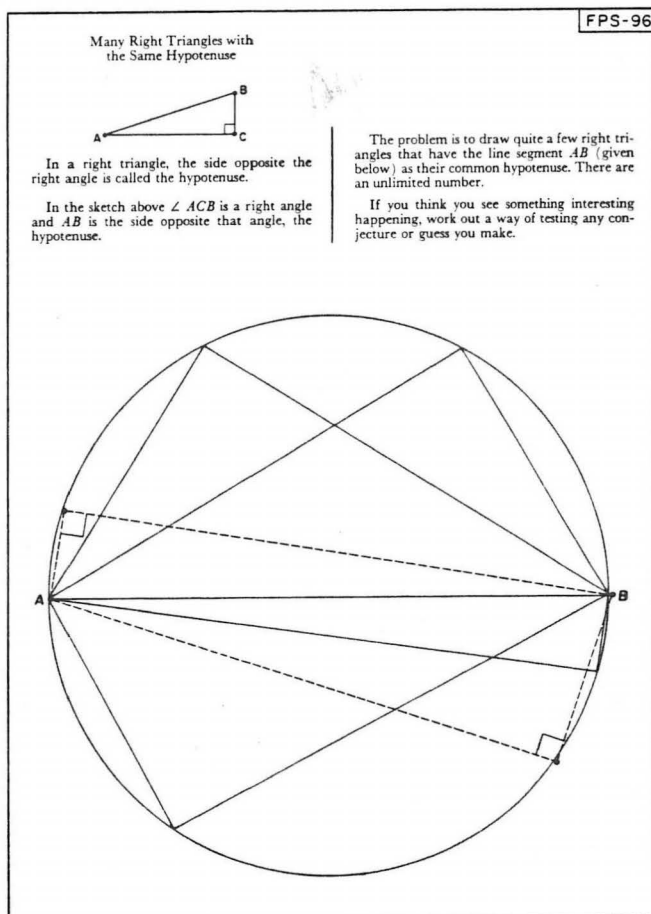 FPS-96
Many Right Triangles with
the Same Hypotenuse
B
A
C
In a right triangle, the side opposite the
right angle is called the hypotenuse.
In the sketch above ∠ ACB is a right angle
and AB is the side opposite that angle, the
hypotenuse.
The problem is to draw quite a few right tri-
angles that have the line segment AB (given
below) as their common hypotenuse. There are
an unlimited number.
If you think you see something interesting
happening, work out a way of testing any con-
jecture or guess you make.
A
B